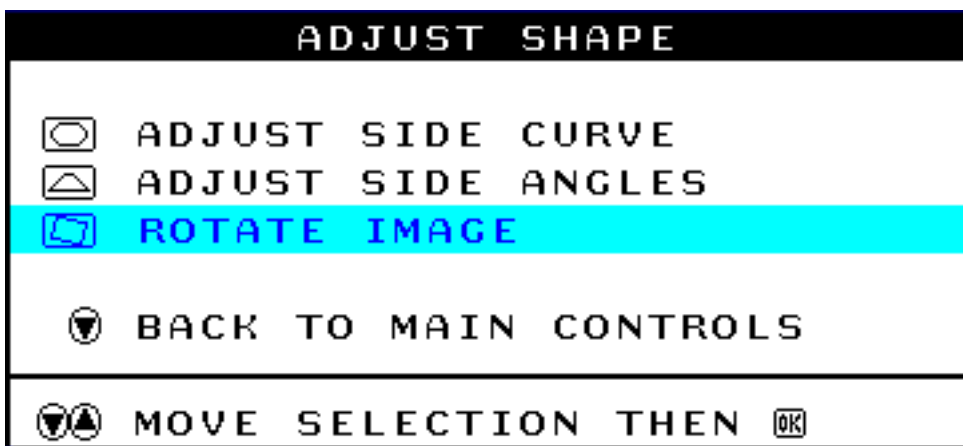 ADJUST SHAPE
ADJUST SIDE CURVE
ADJUST SIDE ANGLES
ROTATE IMAGE
BACK TO MAIN CONTROLS
MOVE SELECTION THEN OK